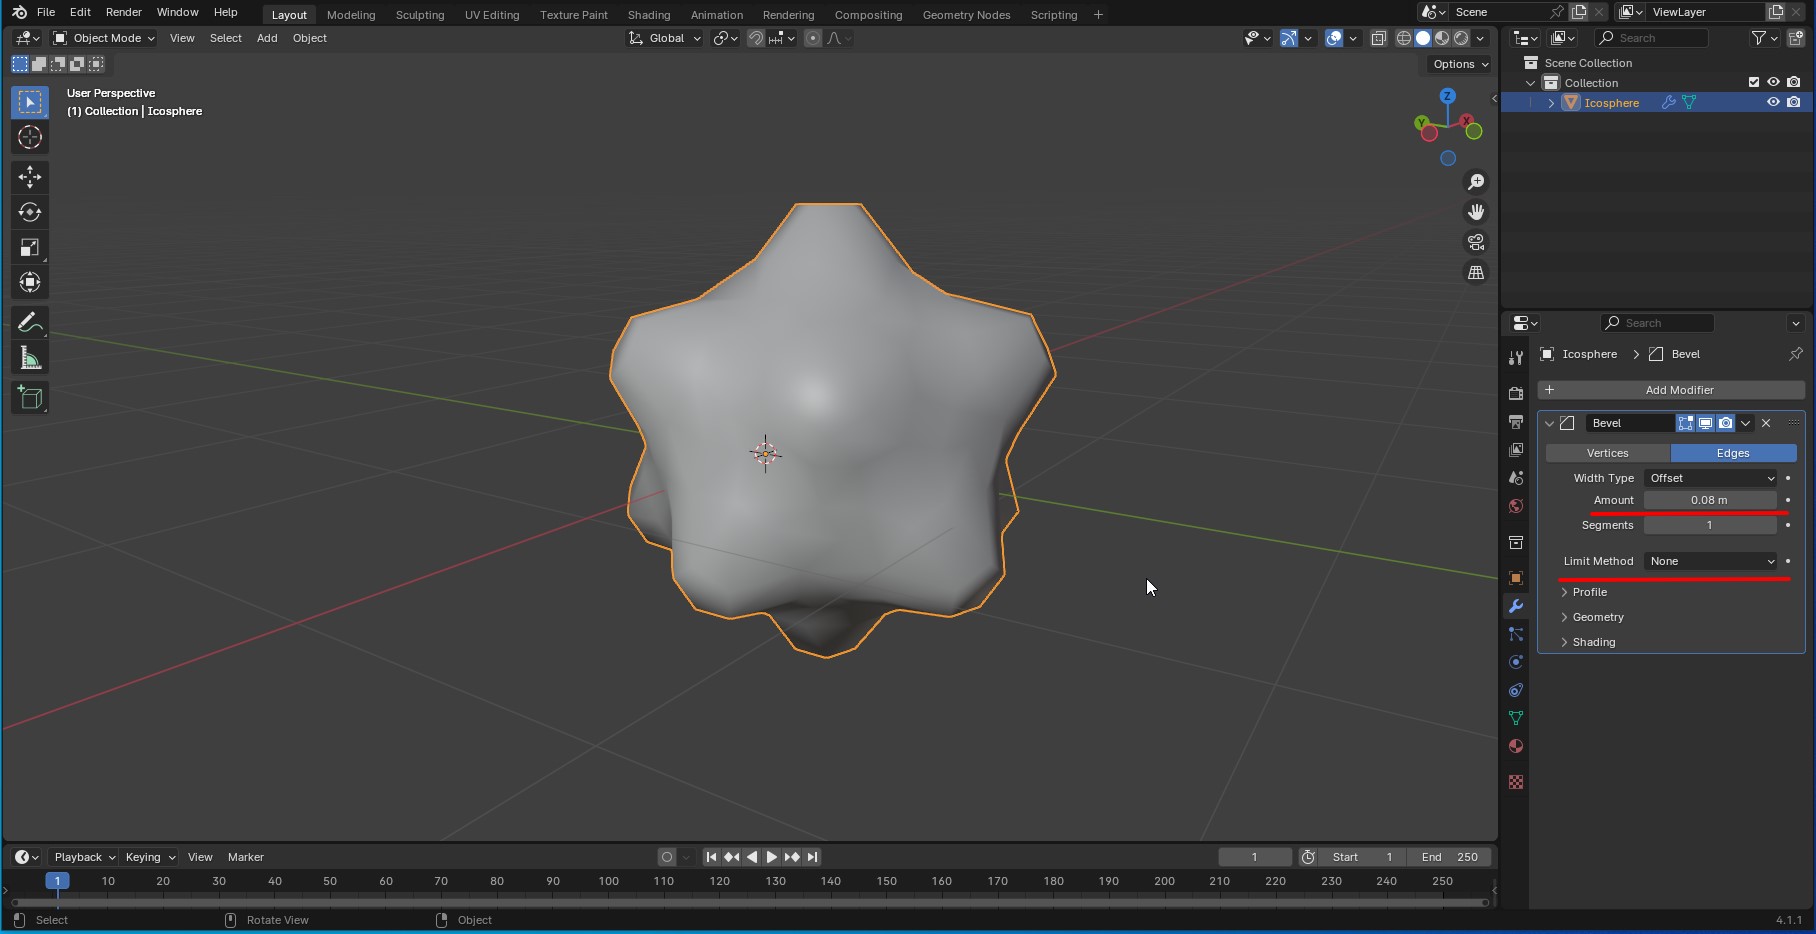 File Edit Render Window Help Layout Modeling Sculpting UV Editing Texture Paint Shading Animation Rendering Compositing Geometry Nodes Scripting + Scene ViewLayer
Object Mode View Select Add Object Global Search
Options
User Perspective
(1) Collection | Icosphere
Z
Y
X
Scene Collection
Collection
Icosphere
Search
Icosphere > Bevel
+ Add Modifier
Bevel
Vertices Edges
Width Type Offset
Amount 0.08 m
Segments 1
Limit Method None
Profile
Geometry
Shading
Playback Keying View Marker 1 Start 1 End 250
1 10 20 30 40 50 60 70 80 90 100 110 120 130 140 150 160 170 180 190 200 210 220 230 240 250
Select Rotate View Object 4.1.1